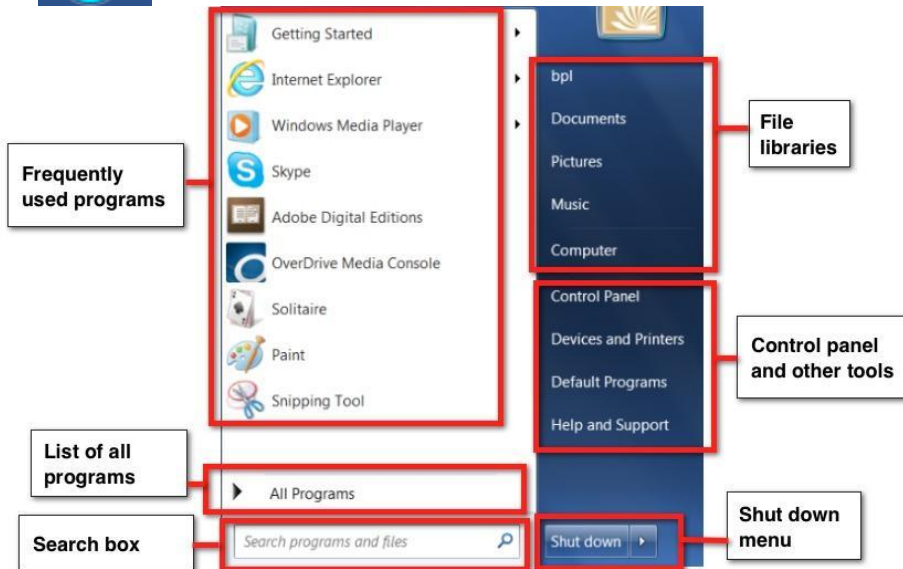 Getting Started
Internet Explorer
Windows Media Player
Skype
Adobe Digital Editions
OverDrive Media Console
Solitaire
Paint
Snipping Tool
All Programs
Search programs and files
bpl
Documents
Pictures
Music
Computer
Control Panel
Devices and Printers
Default Programs
Help and Support
Shut down
Frequently
used programs
List of all
programs
Search box
File
libraries
Control panel
and other tools
Shut down
menu